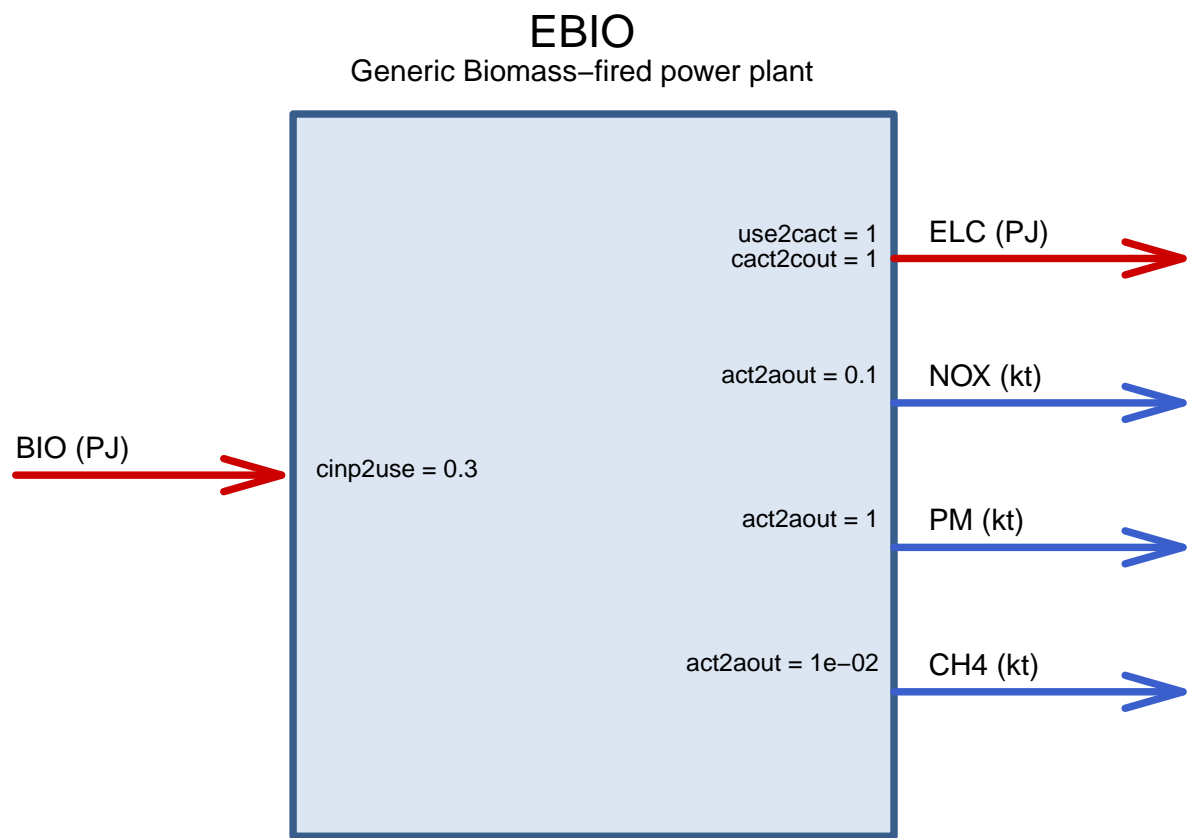 EBIO
Generic Biomass−fired power plant
use2cact = 1
cact2cout = 1
ELC (PJ)
act2aout = 0.1
NOX (kt)
BIO (PJ)
cinp2use = 0.3
act2aout = 1
PM (kt)
act2aout = 1e−02
CH4 (kt)